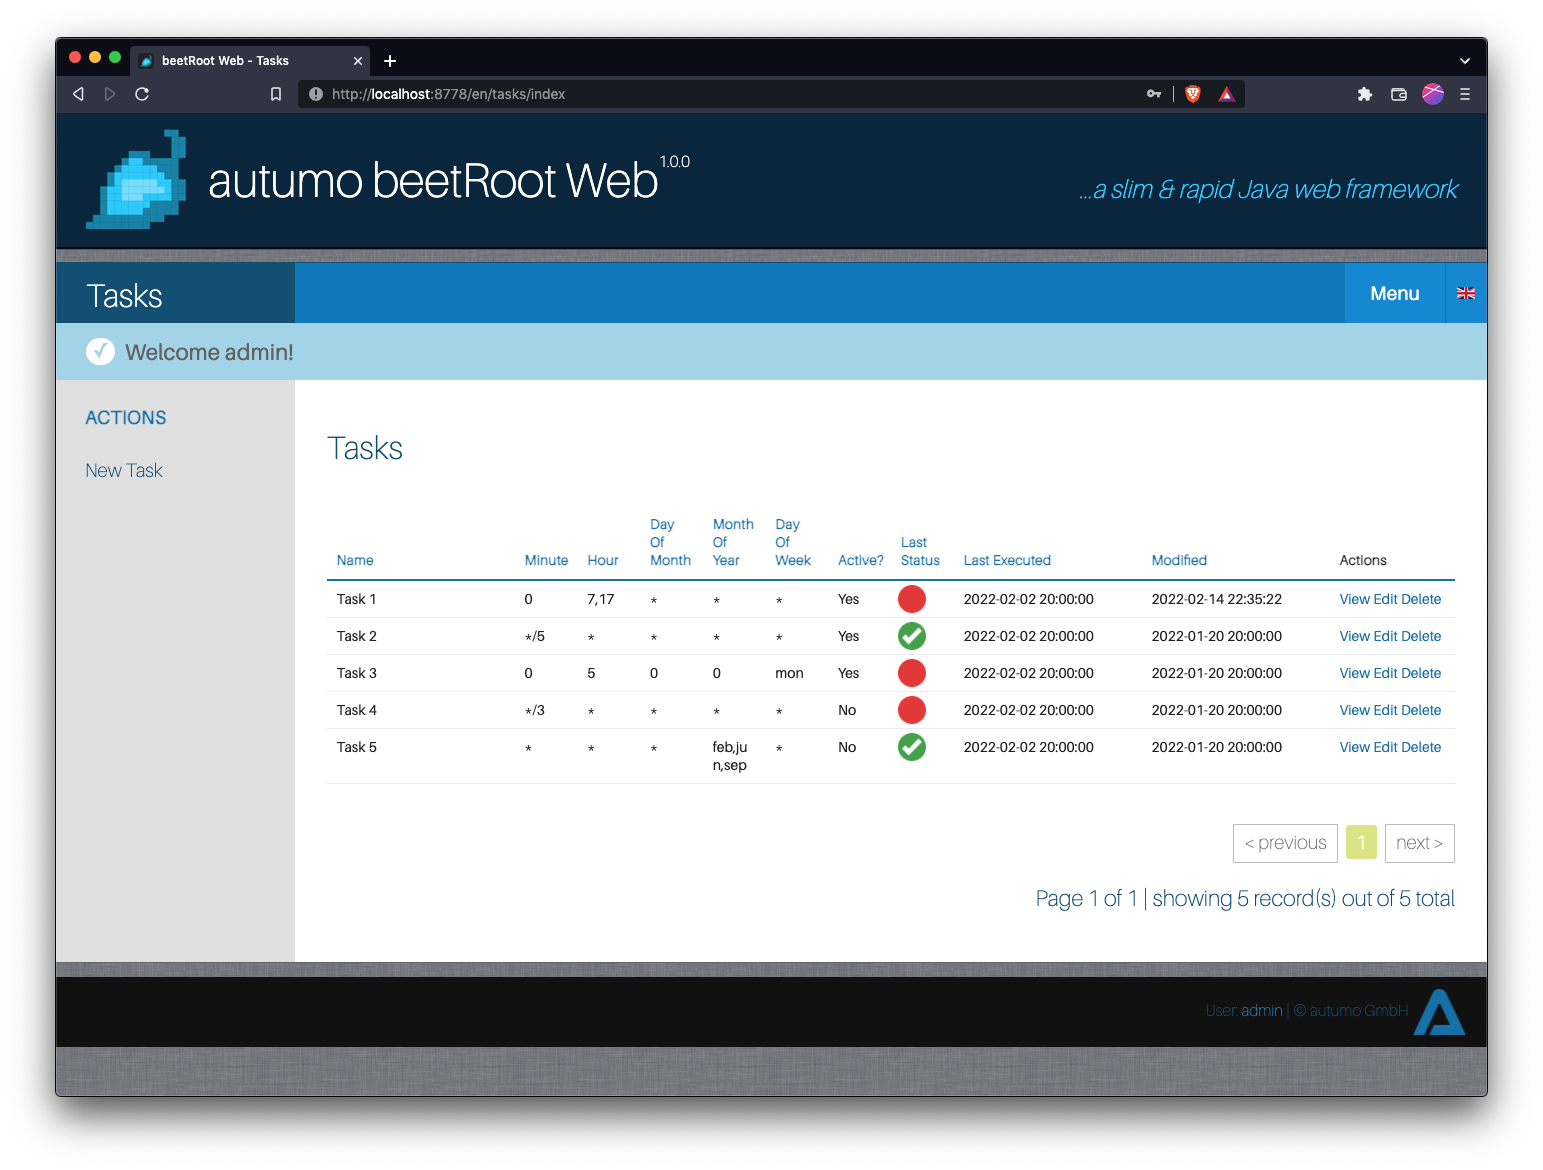 beetRoot Web - Tasks
http://localhost:8778/en/tasks/index
autumo beetRoot Web 1.0.0
...a slim & rapid Java web framework
Tasks
Menu
Welcome admin!
ACTIONS
New Task
Tasks
Name Minute Hour Day Of Month Month Of Year Day Of Week Active? Last Status Last Executed Modified Actions
Task 1 0 7,17 * * * Yes 2022-02-02 20:00:00 2022-02-14 22:35:22 View Edit Delete
Task 2 */5 * * * * Yes 2022-02-02 20:00:00 2022-01-20 20:00:00 View Edit Delete
Task 3 0 5 0 0 mon Yes 2022-02-02 20:00:00 2022-01-20 20:00:00 View Edit Delete
Task 4 */3 * * * * No 2022-02-02 20:00:00 2022-01-20 20:00:00 View Edit Delete
Task 5 * * * feb,ju * No 2022-02-02 20:00:00 2022-01-20 20:00:00 View Edit Delete
n,sep
< previous 1 next >
Page 1 of 1 | showing 5 record(s) out of 5 total
User: admin | © autumo GmbH